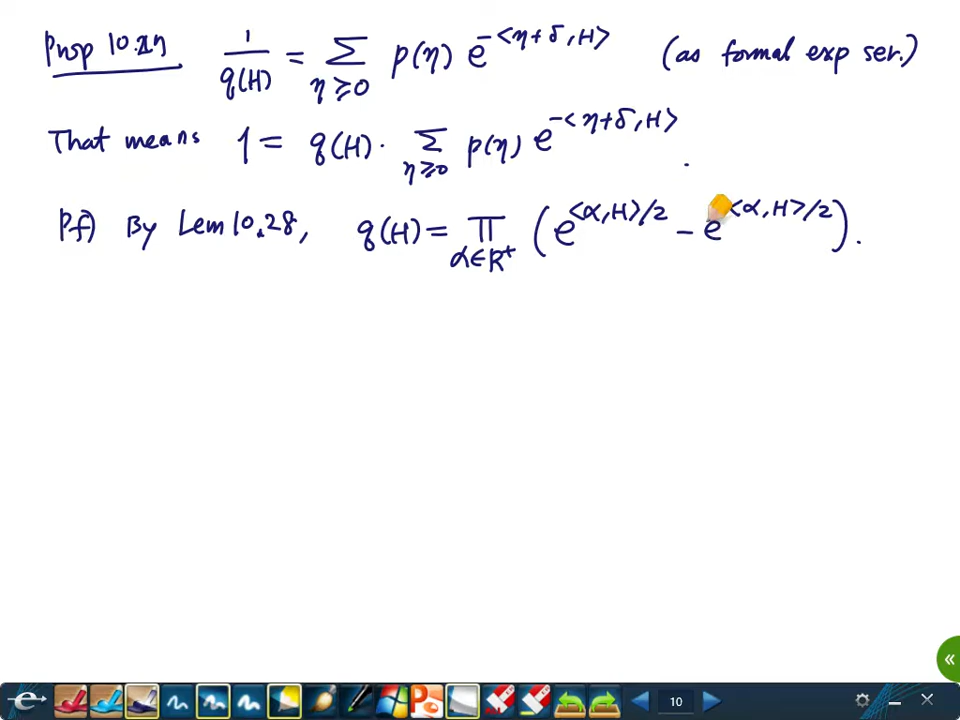 Prop 10.27 1/q(H) = Σ_{η≽0} p(η) e^{-<η+δ,H>} (as formal exp ser.)
That means 1 = q(H)· Σ_{η≽0} p(η) e^{-<η+δ,H>} .
Pf) By Lem 10.28, q(H) = Π_{α∈R⁺} (e^{<α,H>/2} - e^{<α,H>/2}).
10